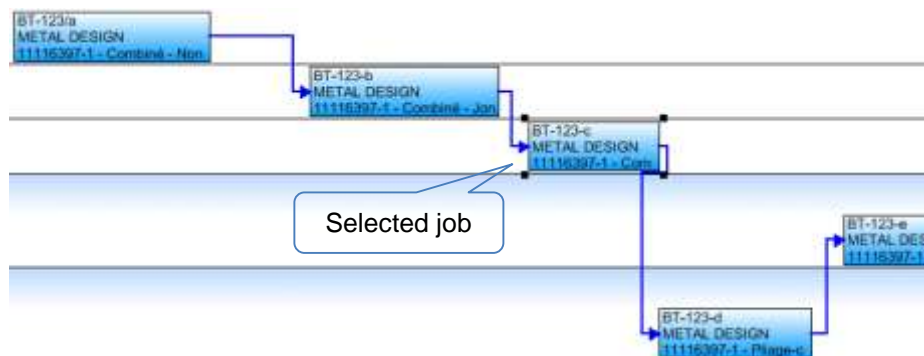 BT-123/a
METAL DESIGN
11116397-1 - Combiné - Non
BT-123-b
METAL DESIGN
11116397-1 - Combiné - Jon
BT-123-c
METAL DESIGN
11116397-1 - Com
Selected job
BT-123-e
METAL DES
11116397-1
BT-123-d
METAL DESIGN
11116397-1 - Pliage-c